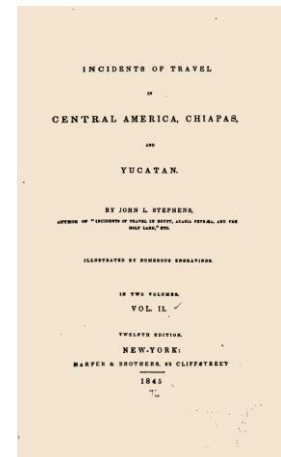 INCIDENTS OF TRAVEL
IN
CENTRAL AMERICA, CHIAPAS,
AND
YUCATAN.
BY JOHN L. STEPHENS,
AUTHOR OF "INCIDENTS OF TRAVEL IN EGYPT, ARABIA PETRÆA, AND THE
HOLY LAND," ETC.
ILLUSTRATED BY NUMEROUS ENGRAVINGS.
IN TWO VOLUMES.
VOL. II.
TWELFTH EDITION.
NEW-YORK:
HARPER & BROTHERS, 82 CLIFFSTREET
1845